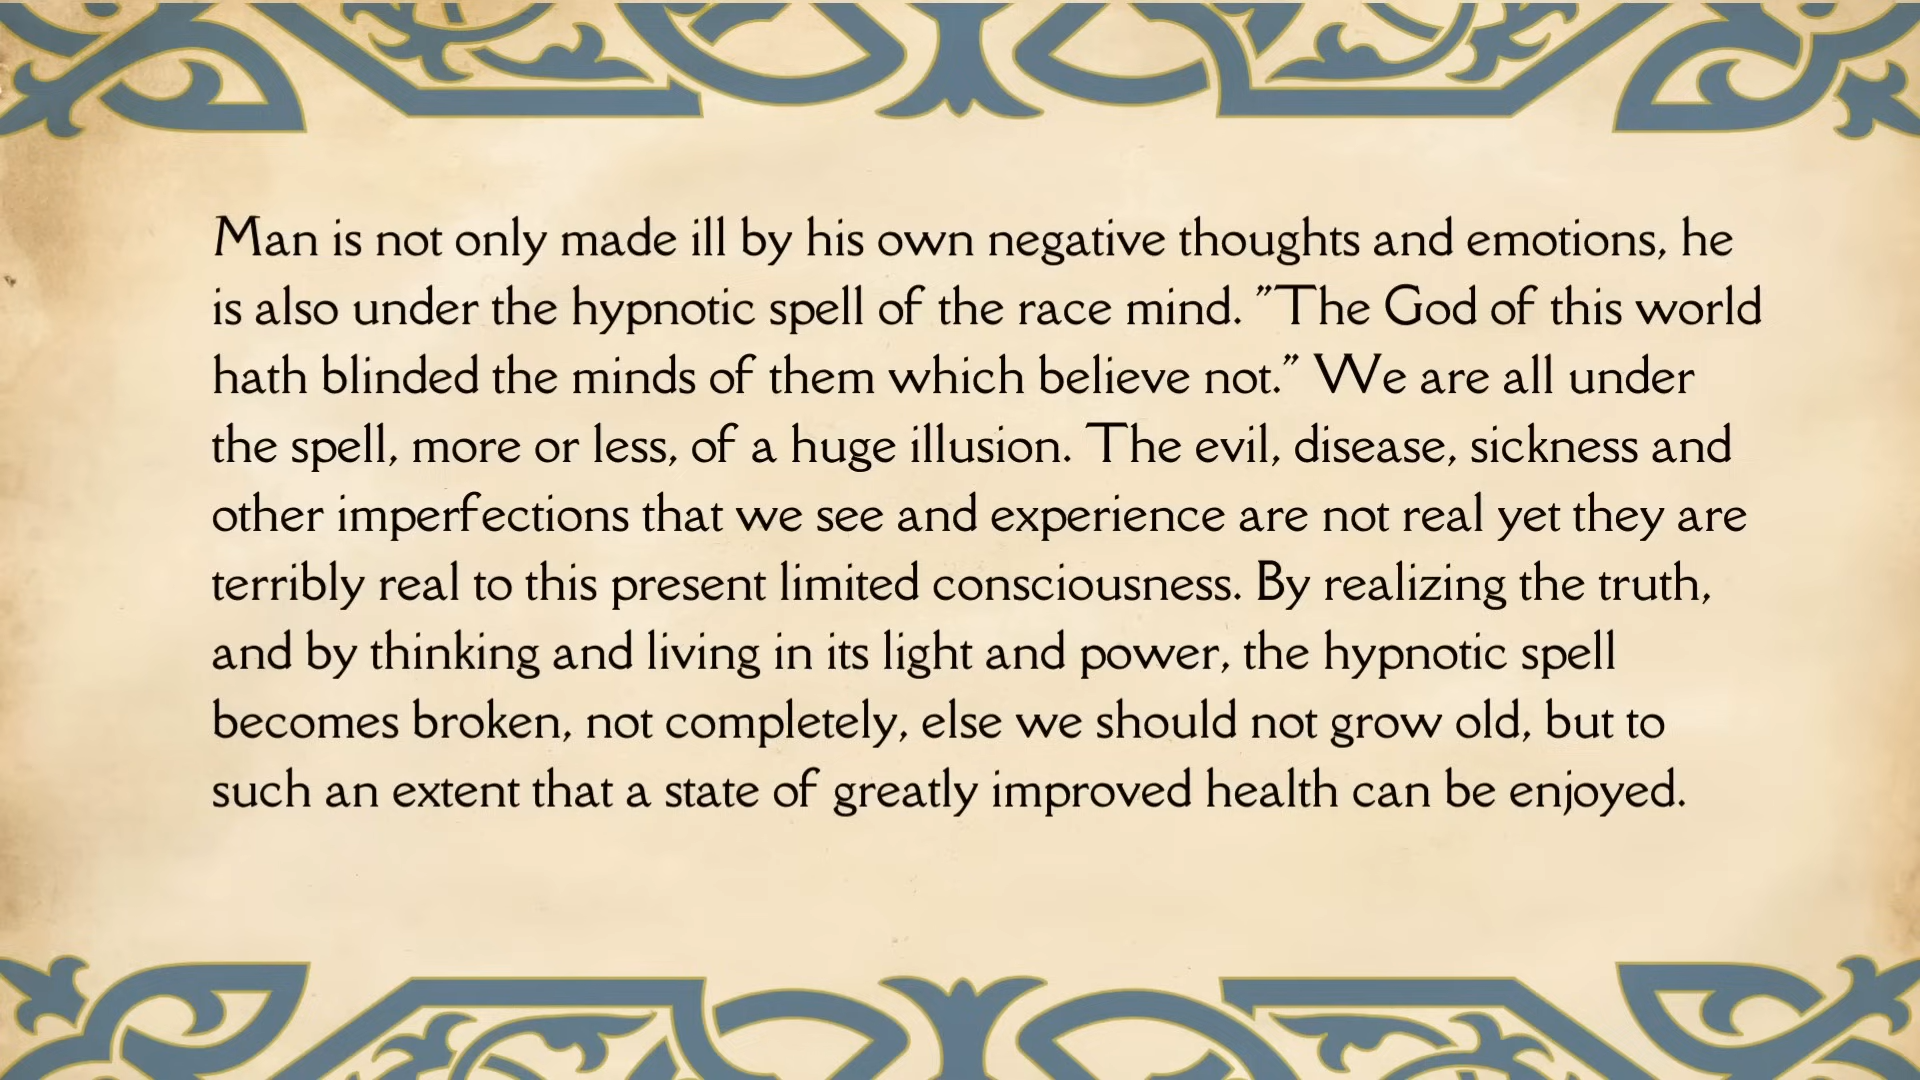 Man is not only made ill by his own negative thoughts and emotions, he
is also under the hypnotic spell of the race mind. "The God of this world
hath blinded the minds of them which believe not." We are all under
the spell, more or less, of a huge illusion. The evil, disease, sickness and
other imperfections that we see and experience are not real yet they are
terribly real to this present limited consciousness. By realizing the truth,
and by thinking and living in its light and power, the hypnotic spell
becomes broken, not completely, else we should not grow old, but to
such an extent that a state of greatly improved health can be enjoyed.